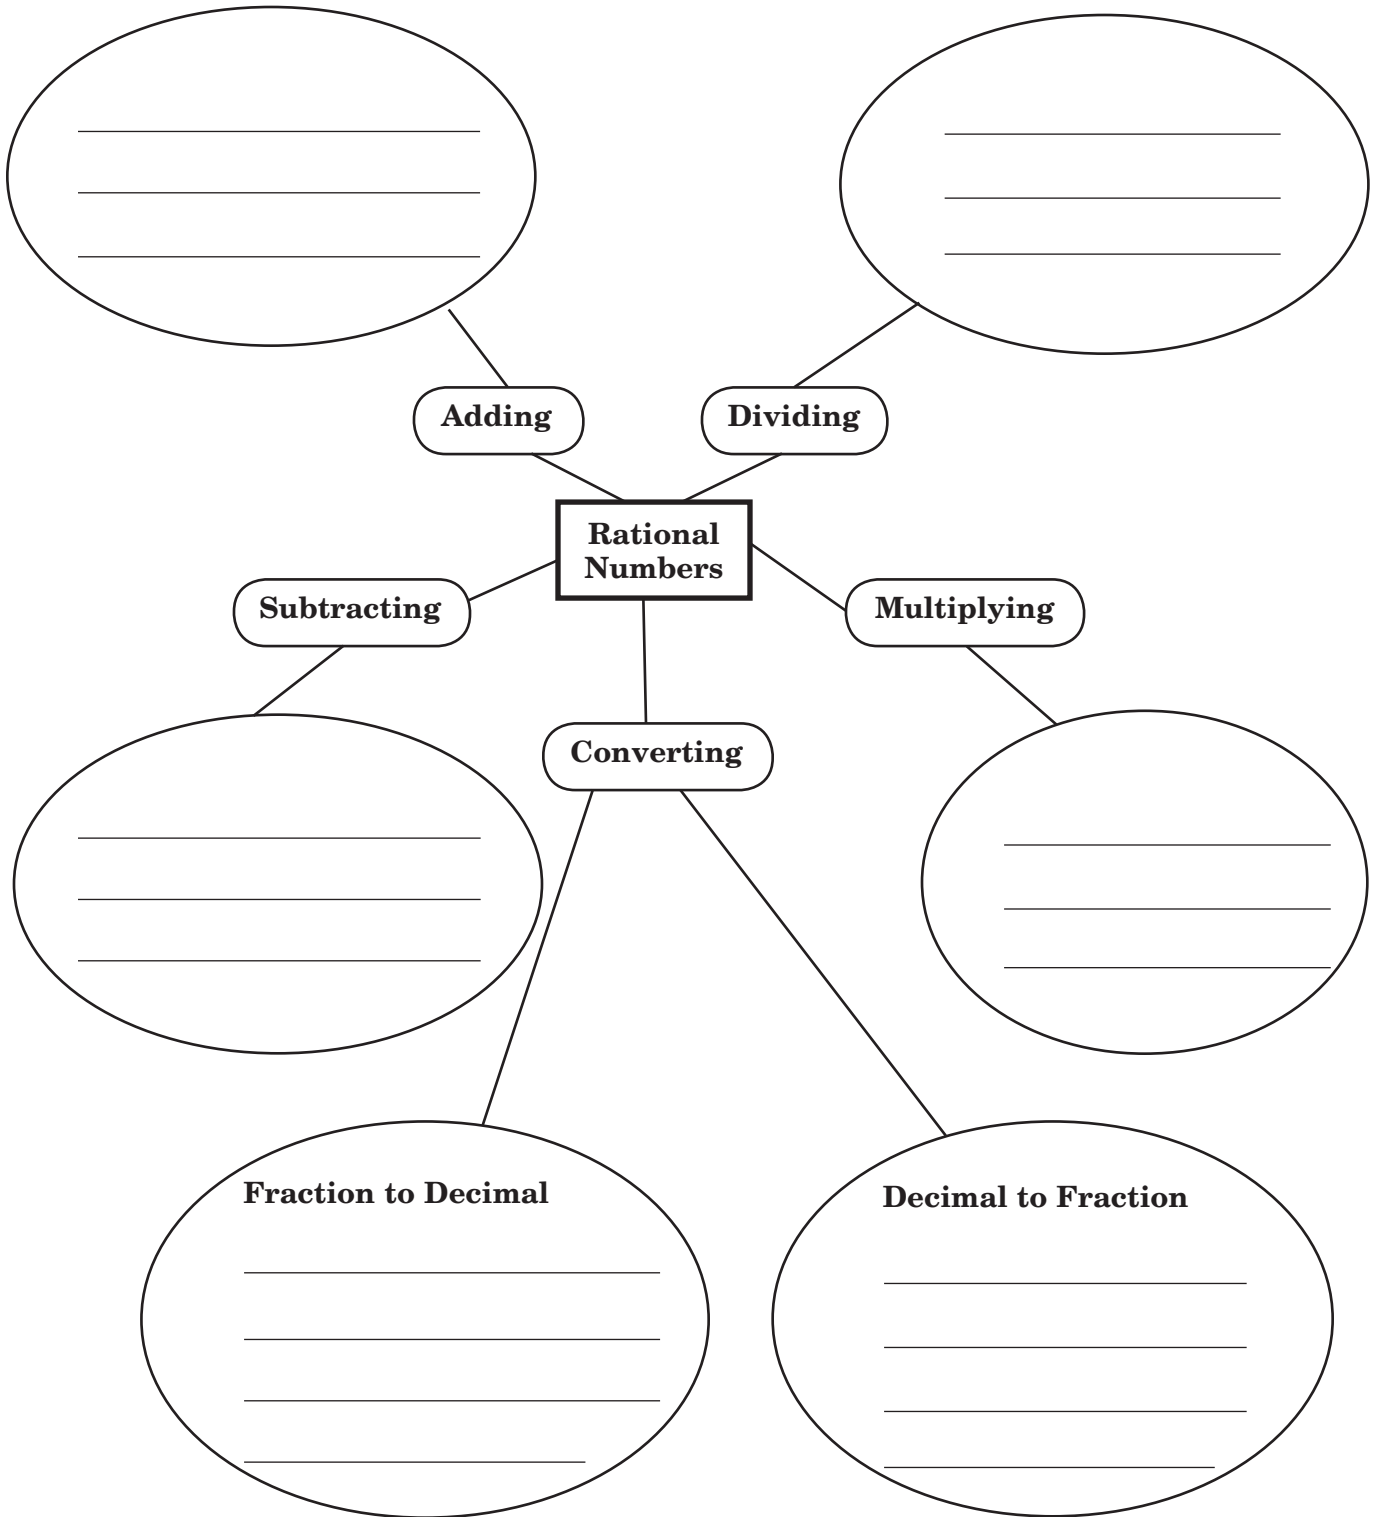 Adding
Dividing
Rational
Numbers
Subtracting
Multiplying
Converting
Fraction to Decimal
Decimal to Fraction